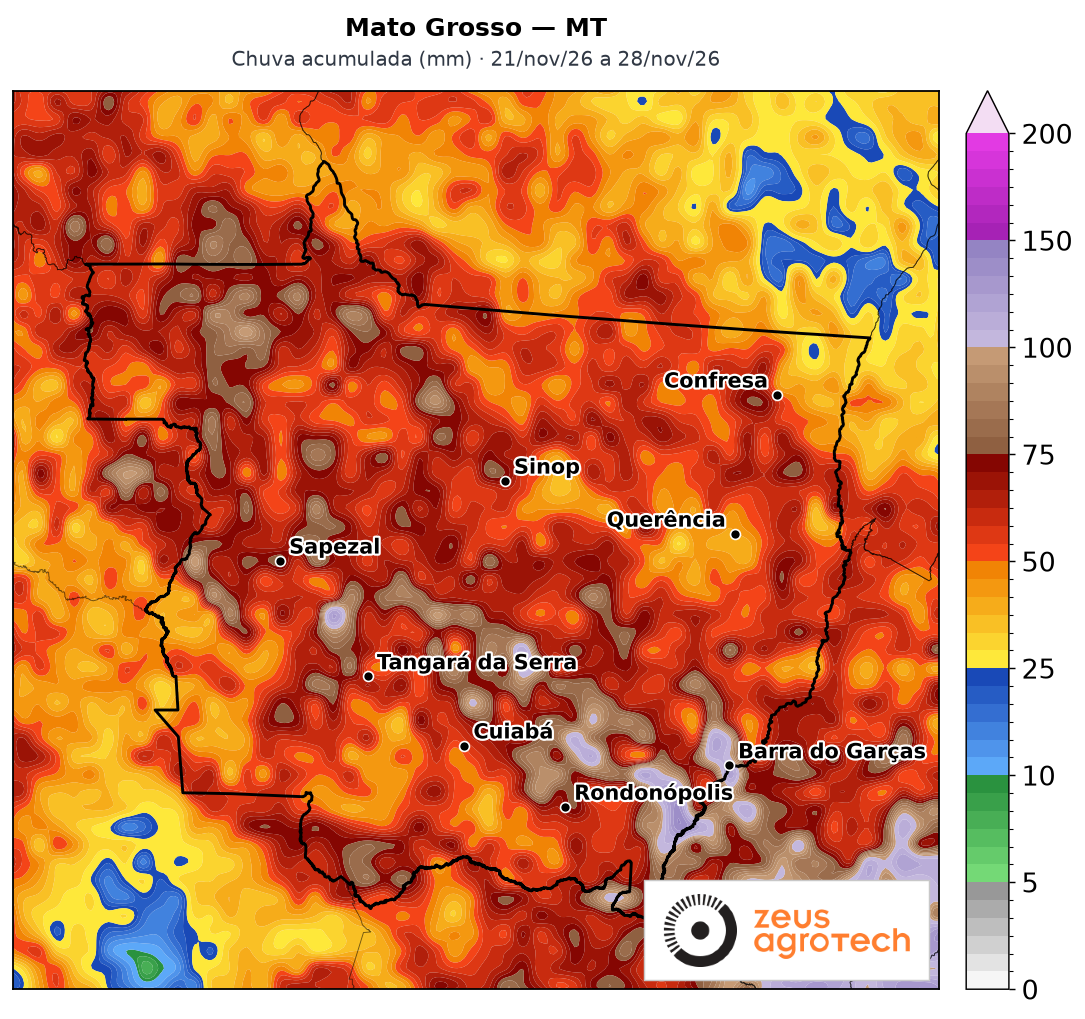 Mato Grosso — MT
Chuva acumulada (mm) · 21/nov/26 a 28/nov/26
200
150
100
75
50
25
10
5
0
Confresa
Sinop
Querência
Sapezal
Tangará da Serra
Cuiabá
Barra do Garças
Rondonópolis
zeus
agrotech